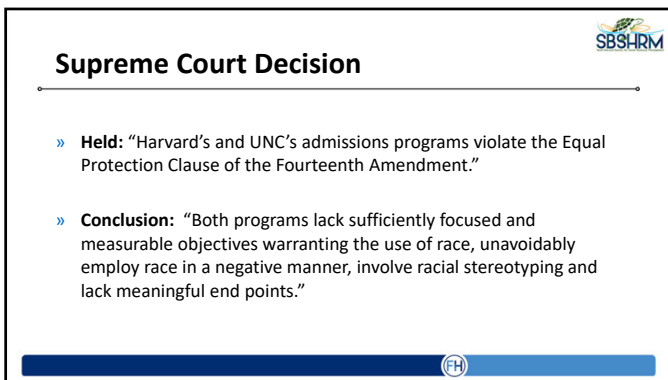 SBSHRM
Supreme Court Decision
» Held: “Harvard’s and UNC’s admissions programs violate the Equal
Protection Clause of the Fourteenth Amendment.”
» Conclusion: “Both programs lack sufficiently focused and
measurable objectives warranting the use of race, unavoidably
employ race in a negative manner, involve racial stereotyping and
lack meaningful end points.”
FH